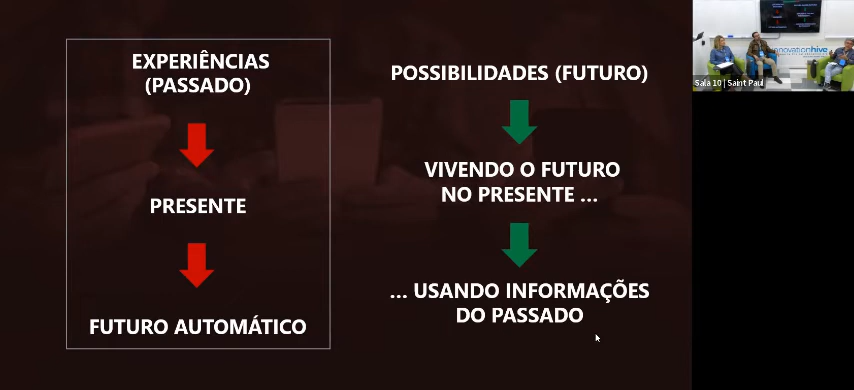 EXPERIÊNCIAS
(PASSADO)
PRESENTE
FUTURO AUTOMÁTICO
POSSIBILIDADES (FUTURO)
VIVENDO O FUTURO
NO PRESENTE ...
... USANDO INFORMAÇÕES
DO PASSADO
novationhive
Sala 10 | Saint Paul